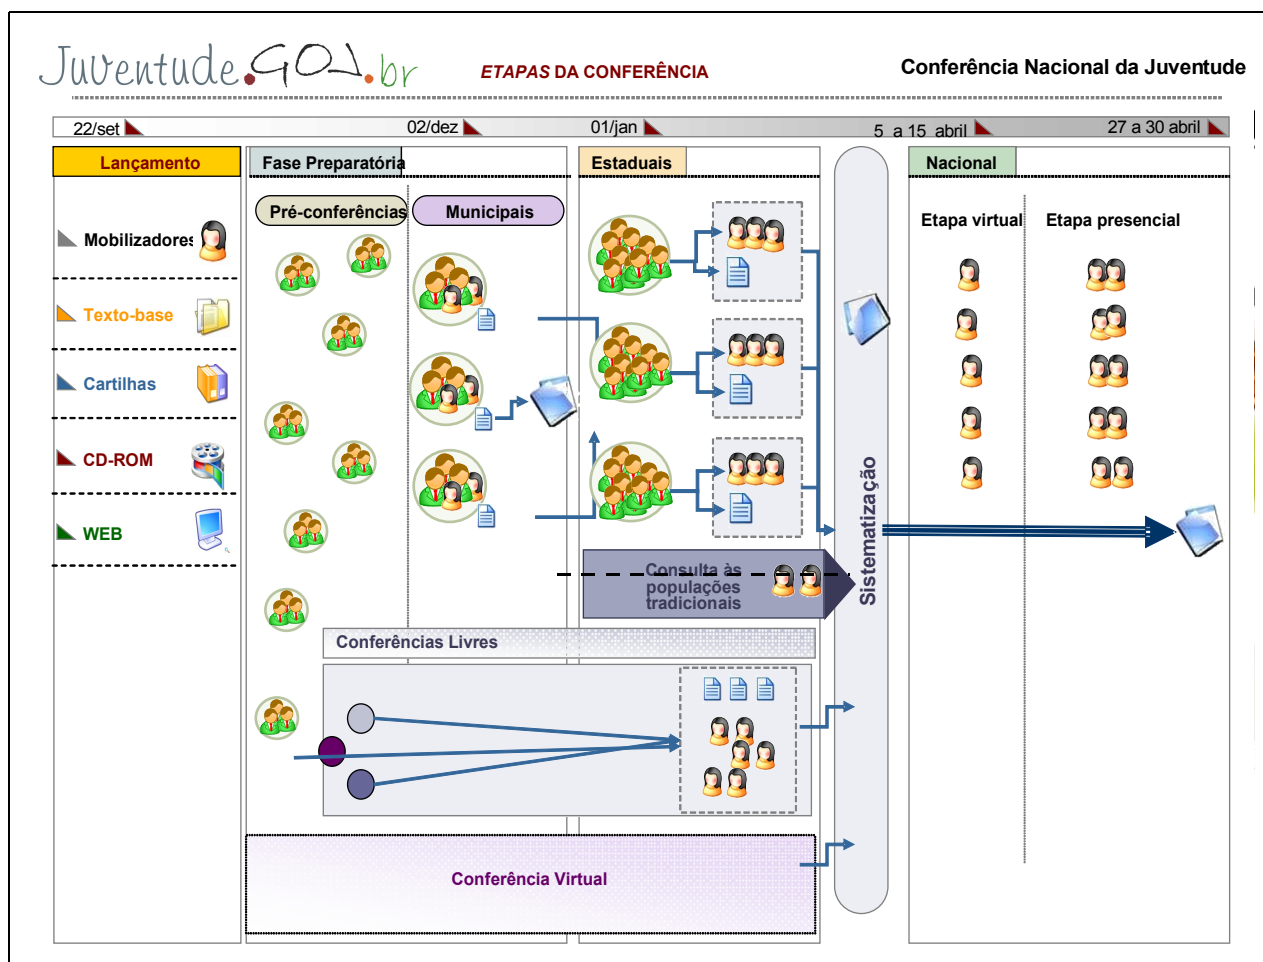 Juventude.gov.br
ETAPAS DA CONFERÊNCIA
Conferência Nacional da Juventude
22/set
02/dez
01/jan
5 a 15 abril
27 a 30 abril
Lançamento
Fase Preparatória
Estaduais
Nacional
Pré-conferências
Municipais
Etapa virtual
Etapa presencial
Mobilizadores
Texto-base
Cartilhas
CD-ROM
WEB
Sistematização
Consulta às
populações
tradicionais
Conferências Livres
Conferência Virtual